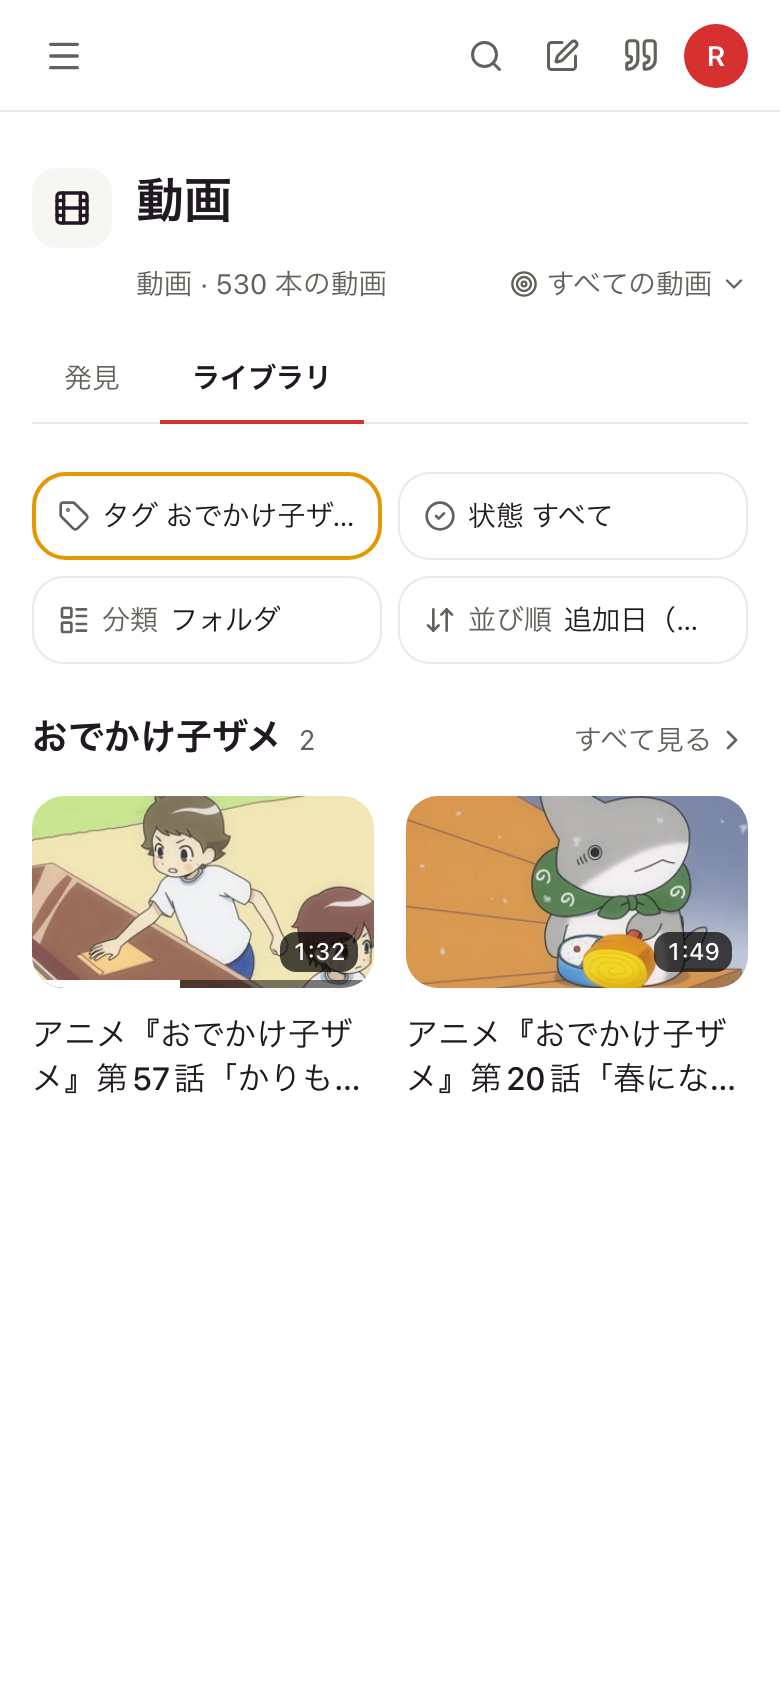 R
動画
動画 · 530 本の動画
すべての動画
発見
ライブラリ
タグ おでかけ子ザ...
状態 すべて
分類 フォルダ
並び順 追加日（...
おでかけ子ザメ 2
すべて見る
1:32
1:49
アニメ『おでかけ子ザ
メ』第 57 話「かりも...
アニメ『おでかけ子ザ
メ』第 20 話「春にな...